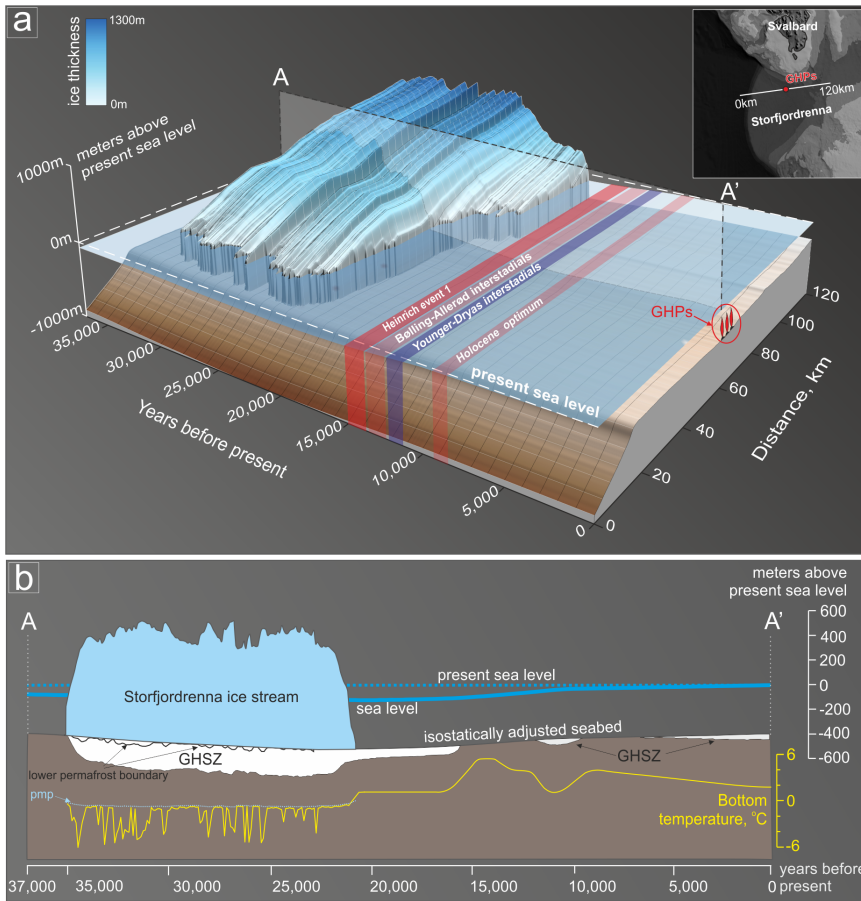 a
1300m
ice thickness
0m
meters above
present sea level
1000m
0m
-1000m
A
A'
Svalbard
GHPs
0km
120km
Storfjordrenna
Heinrich event 1
Bølling-Allerød interstadials
Younger-Dryas interstadials
Holocene optimum
present sea level
GHPs
35,000
30,000
25,000
20,000
15,000
10,000
5,000
0
Years before present
0
20
40
60
80
100
120
Distance, km
b
A
A'
meters above
present sea level
600
400
200
0
-200
-400
-600
present sea level
Storfjordrenna ice stream
sea level
isostatically adjusted seabed
GHSZ
GHSZ
lower permafrost boundary
pmp
Bottom
temperature, °C
6
0
-6
37,000
35,000
30,000
25,000
20,000
15,000
10,000
5,000
0
years before
present